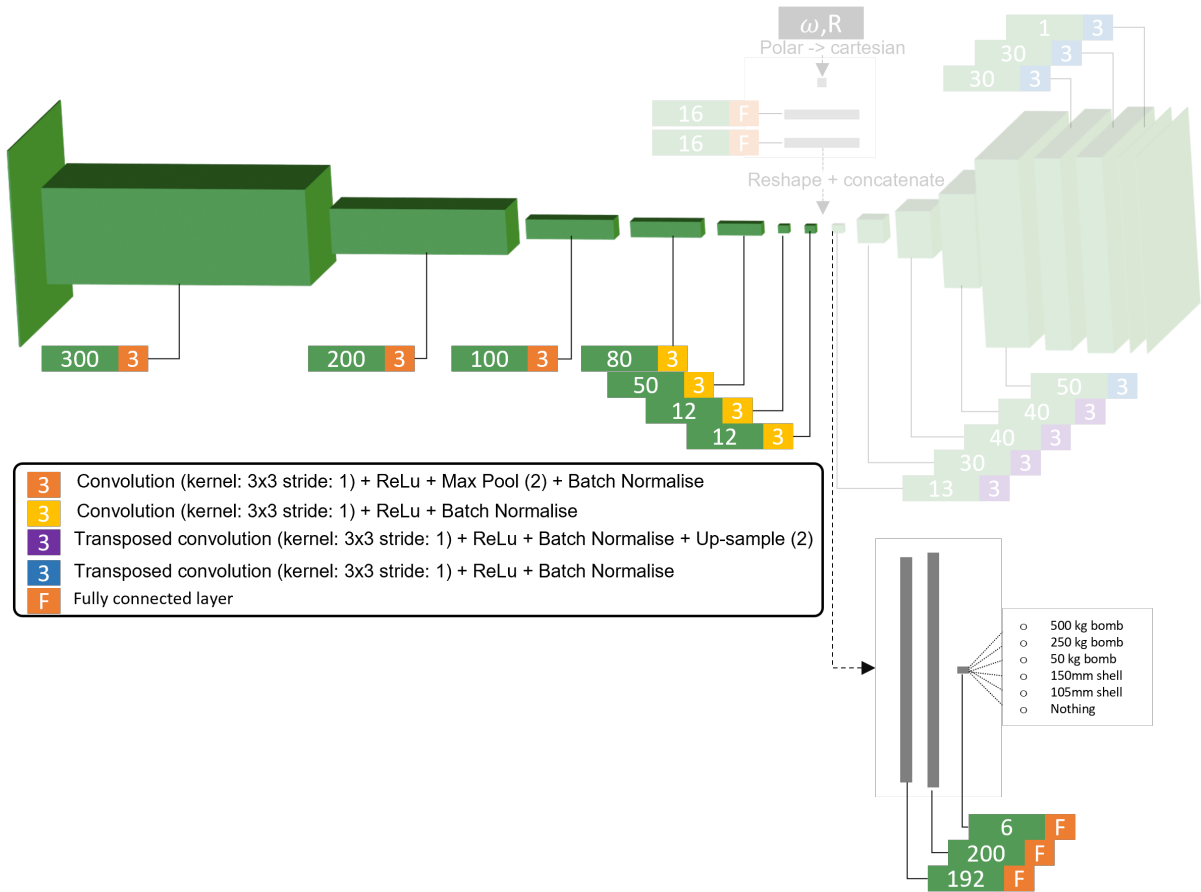 ω,R
Polar -> cartesian
16 F
16 F
Reshape + concatenate
1 3
30 3
30 3
300 3
200 3
100 3
80 3
50 3
12 3
12 3
50 3
40 3
40 3
30 3
13 3
3 Convolution (kernel: 3x3 stride: 1) + ReLu + Max Pool (2) + Batch Normalise
3 Convolution (kernel: 3x3 stride: 1) + ReLu + Batch Normalise
3 Transposed convolution (kernel: 3x3 stride: 1) + ReLu + Batch Normalise + Up-sample (2)
3 Transposed convolution (kernel: 3x3 stride: 1) + ReLu + Batch Normalise
F Fully connected layer
o 500 kg bomb
o 250 kg bomb
o 50 kg bomb
o 150mm shell
o 105mm shell
o Nothing
6 F
200 F
192 F